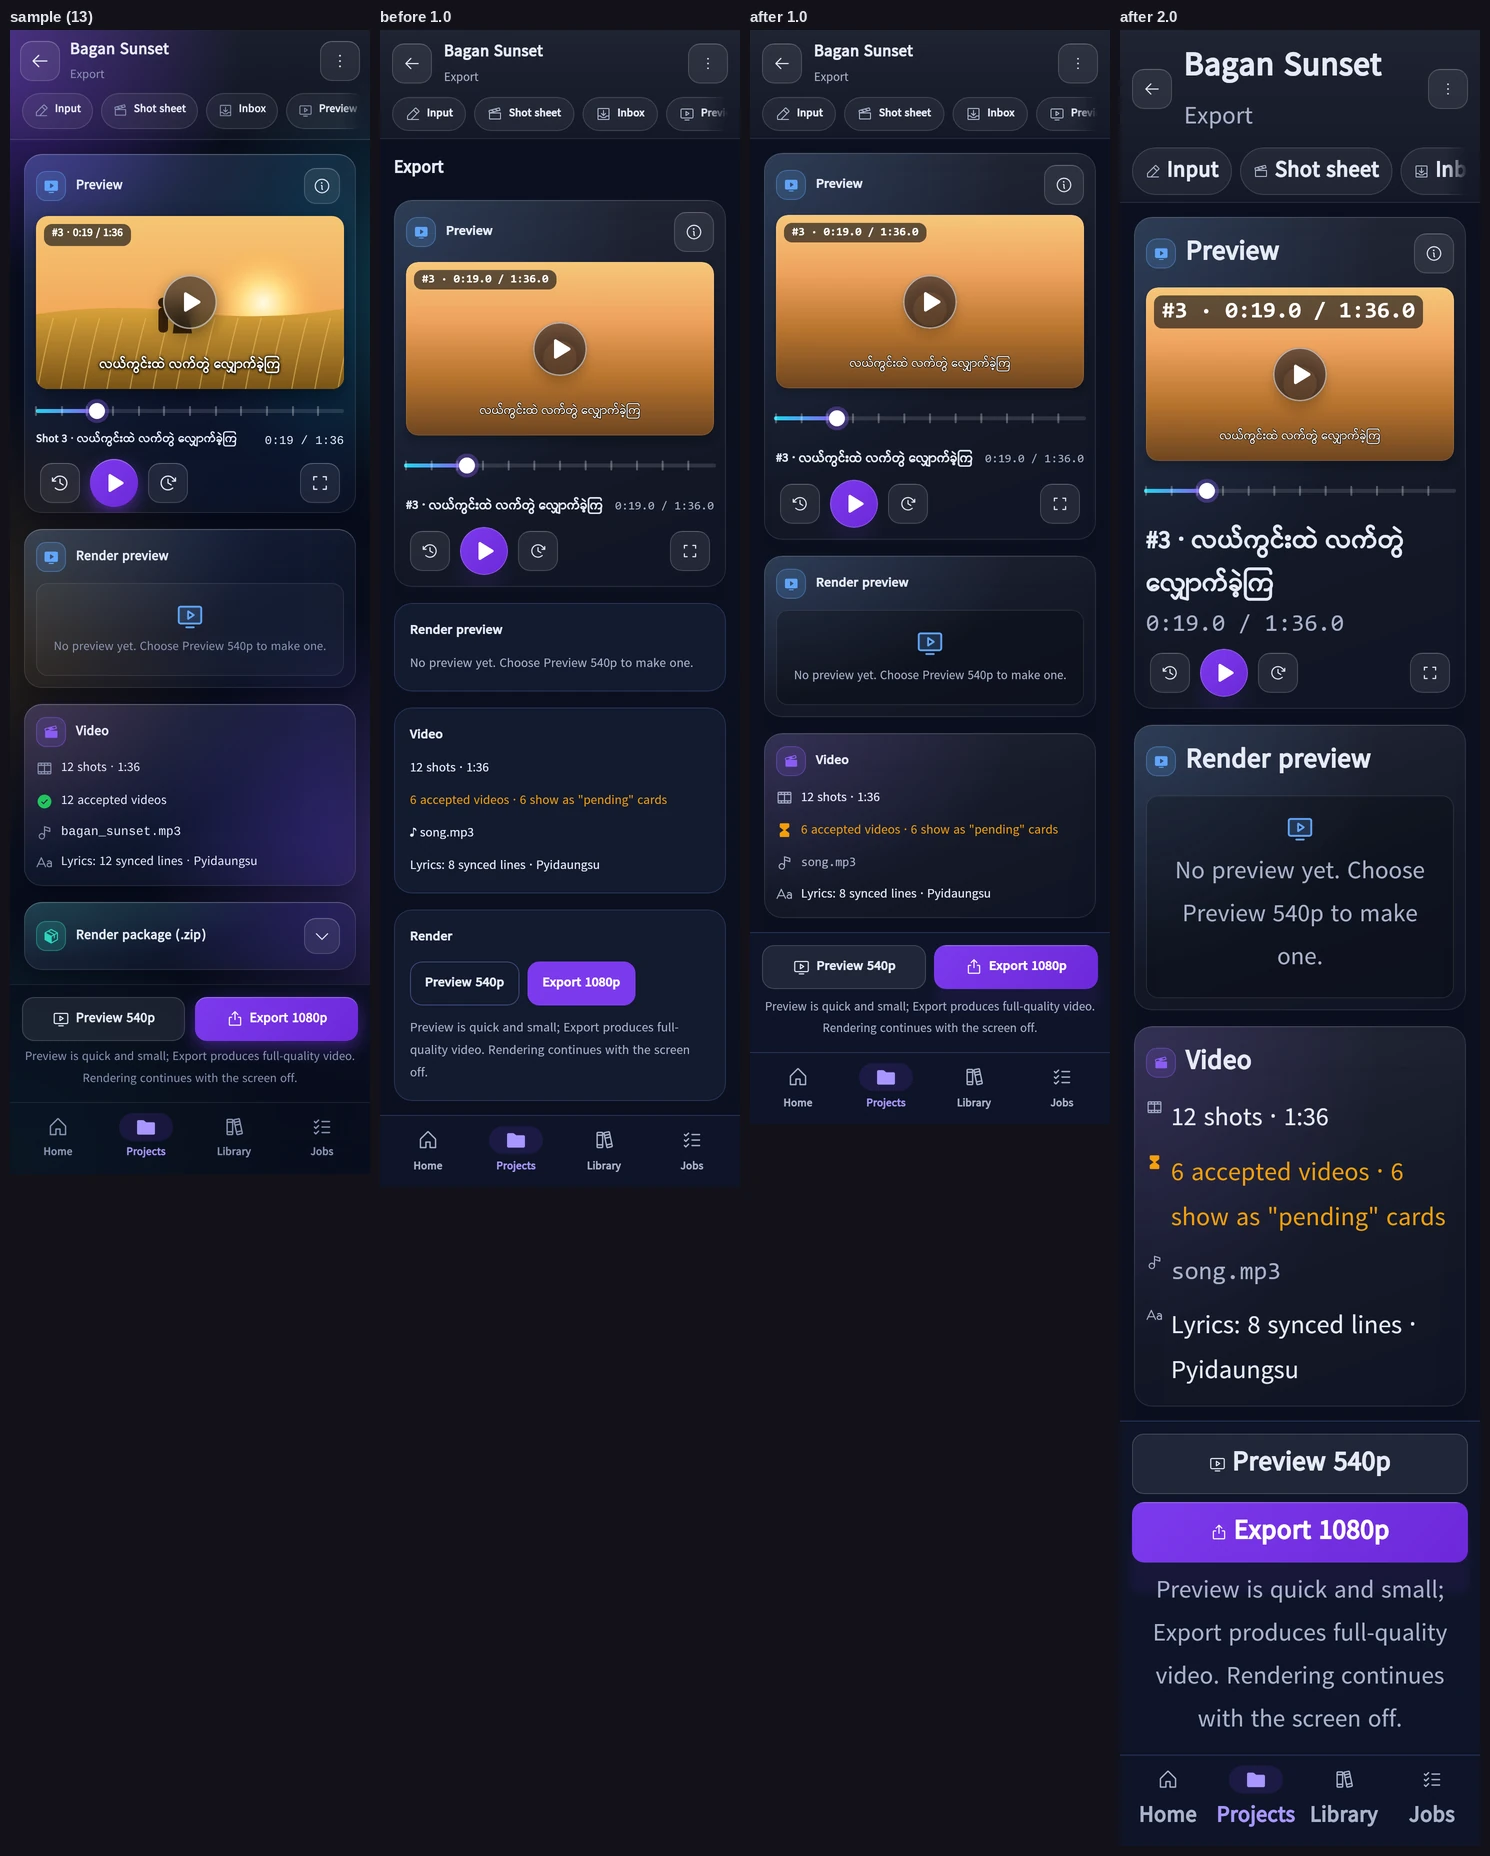 sample (13)
Bagan Sunset
Export
Input
Shot sheet
Inbox
Preview
Preview
#3 · 0:19 / 1:36
လယ်ကွင်းထဲ လက်တွဲ လျှောက်ခဲ့ကြ
Shot 3 · လယ်ကွင်းထဲ လက်တွဲ လျှောက်ခဲ့ကြ
0:19 / 1:36
Render preview
No preview yet. Choose Preview 540p to make one.
Video
12 shots · 1:36
12 accepted videos
bagan_sunset.mp3
Aa Lyrics: 12 synced lines · Pyidaungsu
Render package (.zip)
Preview 540p
Export 1080p
Preview is quick and small; Export produces full-quality video.
Rendering continues with the screen off.
Home
Projects
Library
Jobs
before 1.0
Bagan Sunset
Export
Input
Shot sheet
Inbox
Previ
Export
Preview
#3 · 0:19.0 / 1:36.0
လယ်ကွင်းထဲ လက်တွဲ လျှောက်ခဲ့ကြ
#3 · လယ်ကွင်းထဲ လက်တွဲ လျှောက်ခဲ့ကြ
0:19.0 / 1:36.0
Render preview
No preview yet. Choose Preview 540p to make one.
Video
12 shots · 1:36
6 accepted videos · 6 show as "pending" cards
♪ song.mp3
Lyrics: 8 synced lines · Pyidaungsu
Render
Preview 540p
Export 1080p
Preview is quick and small; Export produces full-
quality video. Rendering continues with the screen
off.
Home
Projects
Library
Jobs
after 1.0
Bagan Sunset
Export
Input
Shot sheet
Inbox
Previ
Preview
#3 · 0:19.0 / 1:36.0
လယ်ကွင်းထဲ လက်တွဲ လျှောက်ခဲ့ကြ
#3 · လယ်ကွင်းထဲ လက်တွဲ လျှောက်ခဲ့ကြ
0:19.0 / 1:36.0
Render preview
No preview yet. Choose Preview 540p to make one.
Video
12 shots · 1:36
6 accepted videos · 6 show as "pending" cards
song.mp3
Aa Lyrics: 8 synced lines · Pyidaungsu
Preview 540p
Export 1080p
Preview is quick and small; Export produces full-quality video.
Rendering continues with the screen off.
Home
Projects
Library
Jobs
after 2.0
Bagan Sunset
Export
Input
Shot sheet
Inb
Preview
#3 · 0:19.0 / 1:36.0
လယ်ကွင်းထဲ လက်တွဲ လျှောက်ခဲ့ကြ
#3 · လယ်ကွင်းထဲ လက်တွဲ
လျှောက်ခဲ့ကြ
0:19.0 / 1:36.0
Render preview
No preview yet. Choose
Preview 540p to make
one.
Video
12 shots · 1:36
6 accepted videos · 6
show as "pending" cards
song.mp3
Aa Lyrics: 8 synced lines ·
Pyidaungsu
Preview 540p
Export 1080p
Preview is quick and small;
Export produces full-quality
video. Rendering continues
with the screen off.
Home
Projects
Library
Jobs